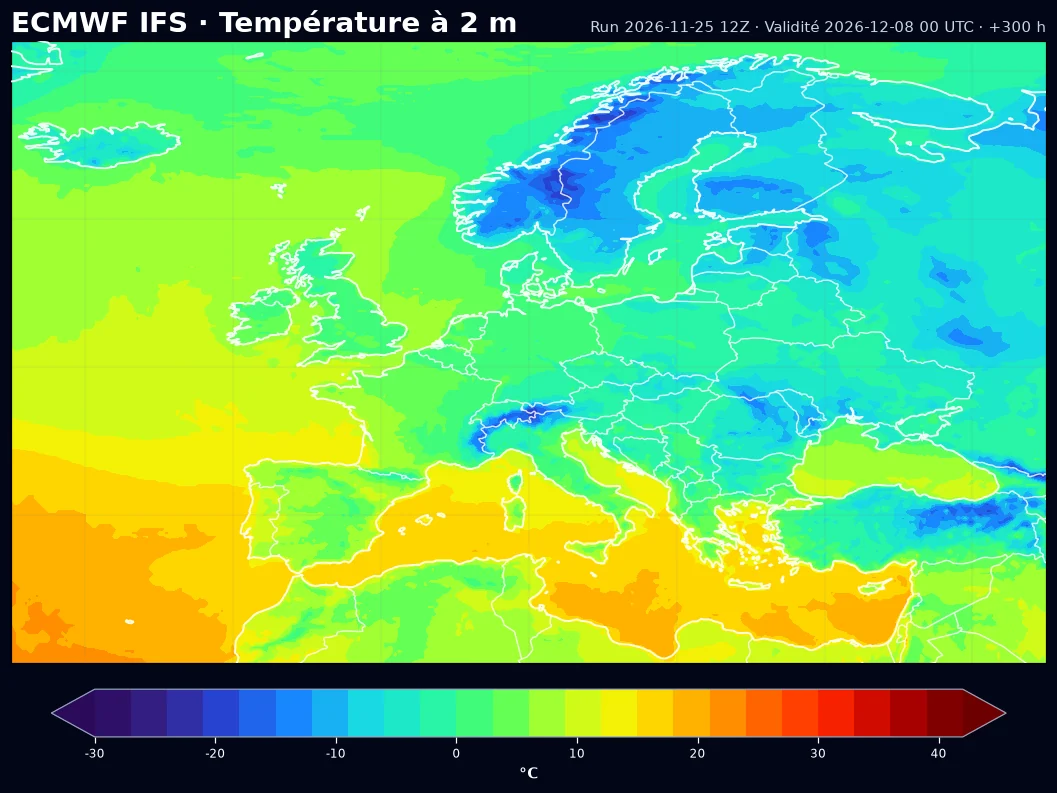 ECMWF IFS · Température à 2 m
Run 2026-11-25 12Z · Validité 2026-12-08 00 UTC · +300 h
-30 -20 -10 0 10 20 30 40
°C